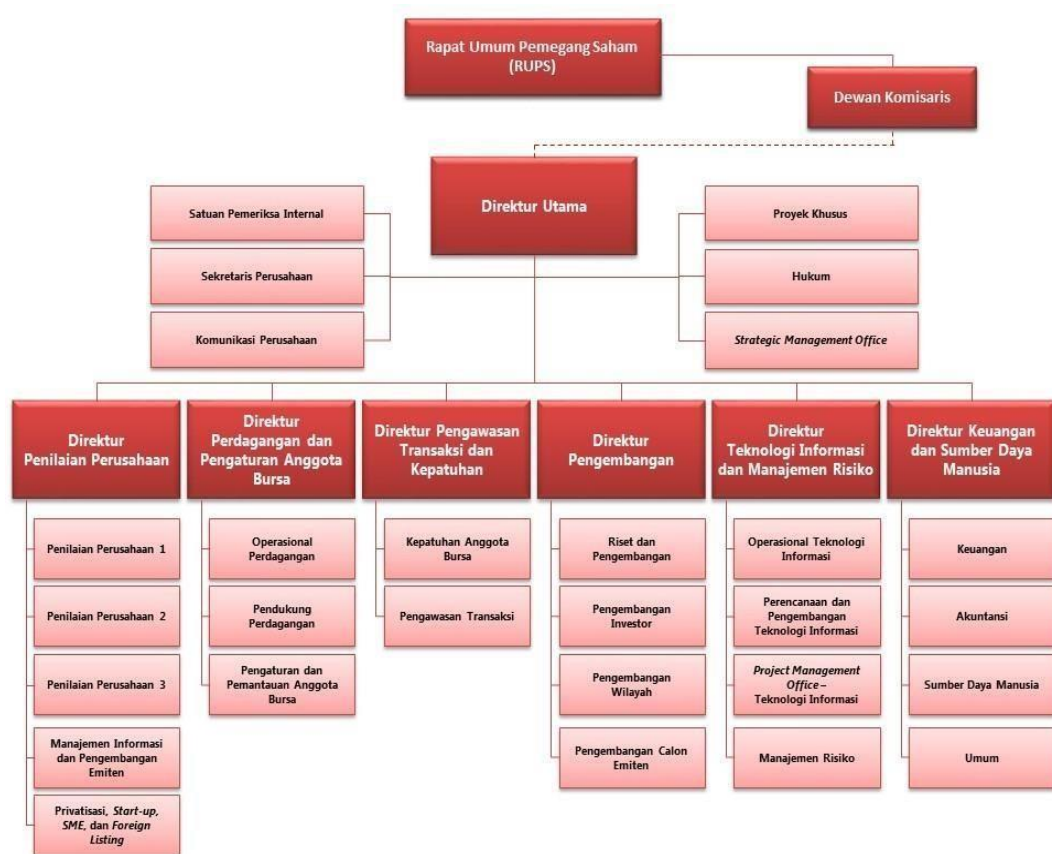 Rapat Umum Pemegang Saham
(RUPS)
Dewan Komisaris
Direktur Utama
Satuan Pemeriksa Internal
Sekretaris Perusahaan
Komunikasi Perusahaan
Proyek Khusus
Hukum
Strategic Management Office
Direktur
Penilaian Perusahaan
Penilaian Perusahaan 1
Penilaian Perusahaan 2
Penilaian Perusahaan 3
Manajemen Informasi
dan Pengembangan
Emiten
Privatisasi, Start-up,
SME, dan Foreign
Listing
Direktur
Perdagangan dan
Pengaturan Anggota
Bursa
Operasional
Perdagangan
Pendukung
Perdagangan
Pengaturan dan
Pemantauan Anggota
Bursa
Direktur Pengawasan
Transaksi dan
Kepatuhan
Kepatuhan Anggota
Bursa
Pengawasan Transaksi
Direktur
Pengembangan
Riset dan
Pengembangan
Pengembangan
Investor
Pengembangan
Wilayah
Pengembangan Calon
Emiten
Direktur
Teknologi Informasi
dan Manajemen Risiko
Operasional Teknologi
Informasi
Perencanaan dan
Pengembangan
Teknologi Informasi
Project Management
Office –
Teknologi Informasi
Manajemen Risiko
Direktur Keuangan
dan Sumber Daya
Manusia
Keuangan
Akuntansi
Sumber Daya Manusia
Umum